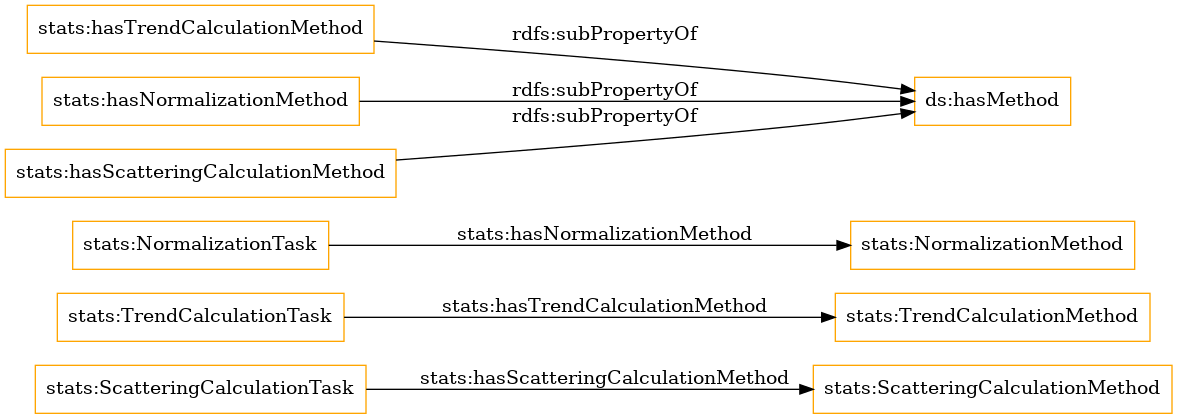 stats:hasTrendCalculationMethod
rdfs:subPropertyOf
stats:hasNormalizationMethod
rdfs:subPropertyOf
ds:hasMethod
rdfs:subPropertyOf
stats:hasScatteringCalculationMethod
stats:NormalizationTask
stats:hasNormalizationMethod
stats:NormalizationMethod
stats:TrendCalculationTask
stats:hasTrendCalculationMethod
stats:TrendCalculationMethod
stats:ScatteringCalculationTask
stats:hasScatteringCalculationMethod
stats:ScatteringCalculationMethod